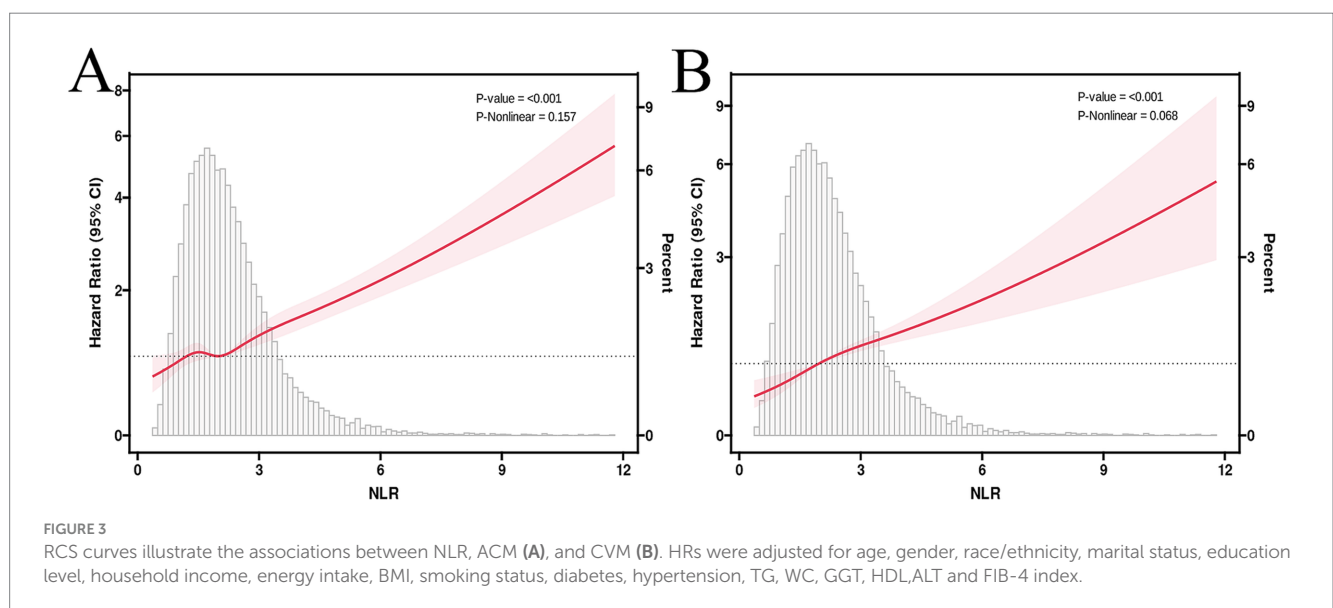 A
B
P-value = <0.001
P-Nonlinear = 0.157
8
6
4
2
0
Hazard Ratio (95% CI)
9
6
3
0
Percent
0 3 6 9 12
NLR
P-value = <0.001
P-Nonlinear = 0.068
9
6
3
0
Hazard Ratio (95% CI)
9
6
3
0
Percent
0 3 6 9 12
NLR
FIGURE 3
RCS curves illustrate the associations between NLR, ACM (A), and CVM (B). HRs were adjusted for age, gender, race/ethnicity, marital status, education
level, household income, energy intake, BMI, smoking status, diabetes, hypertension, TG, WC, GGT, HDL,ALT and FIB-4 index.